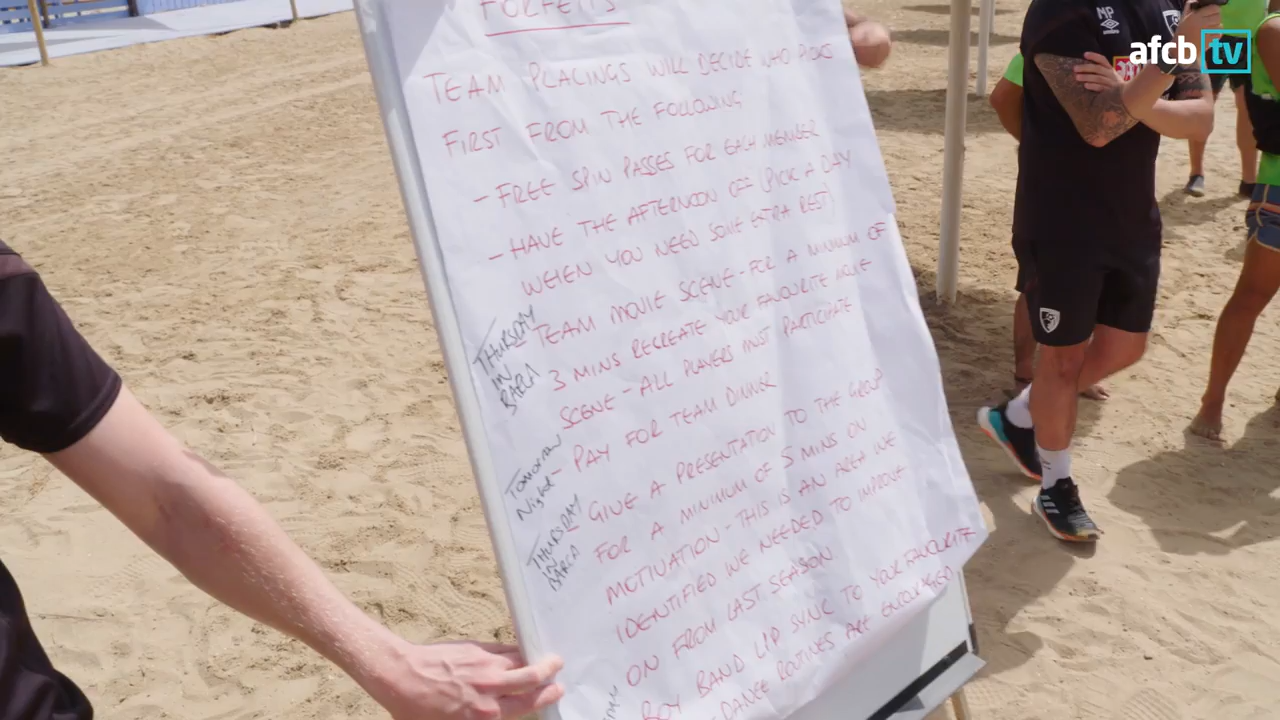 FORFEITS
TEAM PLACINGS WILL DECIDE WHO PICKS
FIRST FROM THE FOLLOWING
- FREE SPIN PASSES FOR EACH MEMBER
- HAVE THE AFTERNOON OFF (PICK A DAY
WHEN YOU NEED SOME EXTRA REST)
THURSDAY IN BARCA
TEAM MOVIE SCENE - FOR A MINIMUM OF
3 MINS RECREATE YOUR FAVOURITE MOVIE
SCENE - ALL PLAYERS MUST PARTICIPATE
Tomorrow Night
- PAY FOR TEAM DINNER
THURSDAY IN BARCA
- GIVE A PRESENTATION TO THE GROUP
FOR A MINIMUM OF 5 MINS ON
MOTIVATION - THIS IS AN AREA WE
IDENTIFIED WE NEEDED TO IMPROVE
ON FROM LAST SEASON
BOY BAND LIP SYNC TO YOUR FAVOURITE
DANCE ROUTINES ARE ENCOURAGED
MP
afcb tv